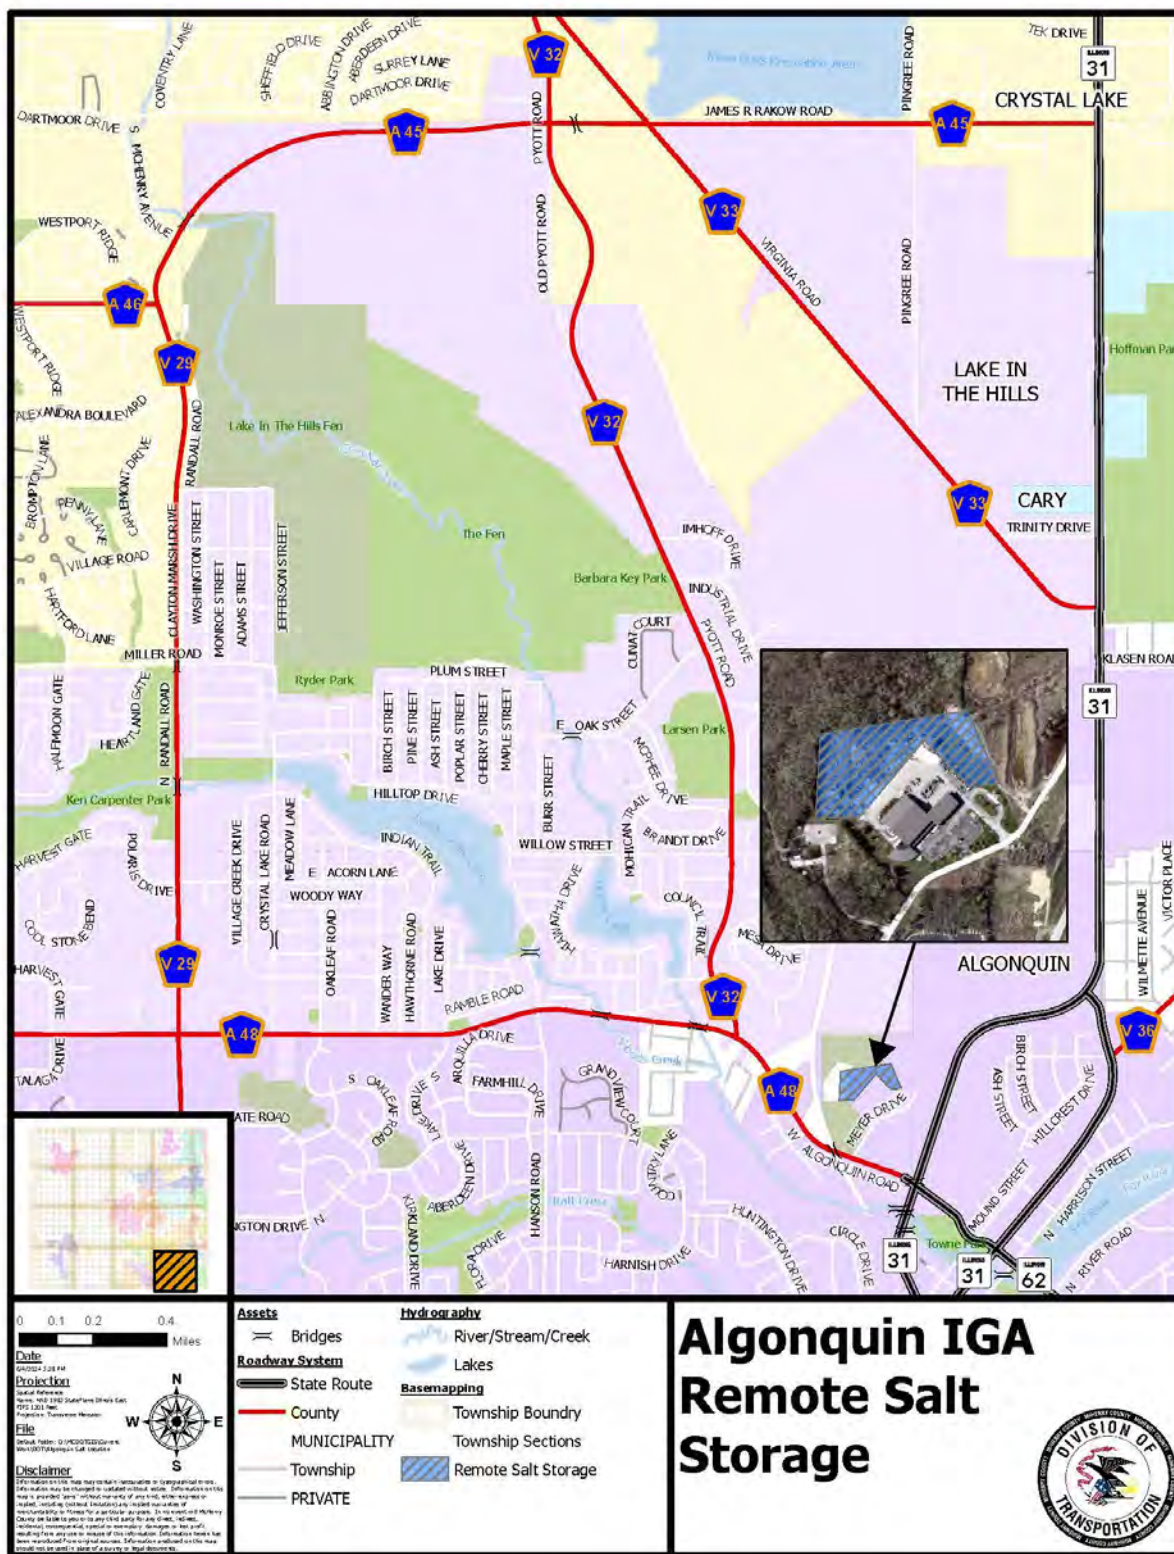 COVENTRY LANE
SHEFFIELD DRIVE
ABBINGTON DRIVE
ABERDEEN DRIVE
SURREY LANE
DARTMOOR DRIVE
V 32
PINGREE ROAD
TEK DRIVE
ILLINOIS
31
CRYSTAL LAKE
JAMES R RAKOW ROAD
DARTMOOR DRIVE
S MCHENRY AVENUE
A 45
PYOTT ROAD
A 45
WESTPORT RIDGE
OLD PYOTT ROAD
V 33
VIRGINIA ROAD
PINGREE ROAD
A 46
WESTPORT RIDGE
V 29
Hoffman Par
LAKE IN
THE HILLS
ALEXANDRA BOULEVARD
RANDALL ROAD
Lake In The Hills Fen
V 32
BROMPTON LANE
CARLEMONT DRIVE
PENNY LANE
V 33
CARY
TRINITY DRIVE
VILLAGE ROAD
CLAYTON MARSH DRIVE
WASHINGTON STREET
MONROE STREET
ADAMS STREET
JEFFERSON STREET
The Fen
IMHOFF DRIVE
Barbara Key Park
INDUSTRIAL DRIVE
HARTFORD LANE
MILLER ROAD
CUNAT COURT
PYOTT ROAD
KLASEN ROAD
Ryder Park
PLUM STREET
HALFMOON GATE
HEARTLAND GATE
N RANDALL ROAD
BIRCH STREET
PINE STREET
ASH STREET
POPLAR STREET
CHERRY STREET
MAPLE STREET
E OAK STREET
Larsen Park
ILLINOIS
31
MCPHEE DRIVE
Ken Carpenter Park
HILLTOP DRIVE
BURR STREET
HARVEST GATE
POLARIS DRIVE
VILLAGE CREEK DRIVE
CRYSTAL LAKE ROAD
MEADOW LANE
INDIAN TRAIL
WILLOW STREET
MOHICAN TRAIL
BRANDT DRIVE
E ACORN LANE
WOODY WAY
COOL STONE BEND
HIAWATHA DRIVE
COUNCIL TRAIL
MESA DRIVE
VICTOR PLACE
WILMETTE AVENUE
V 29
OAKLEAF ROAD
WANDER WAY
HAWTHORNE ROAD
LAKE DRIVE
RAMBLE ROAD
ALGONQUIN
HARVEST GATE
V 32
A 48
V 36
TALAGA DRIVE
ARQUILLA DRIVE
Woods Creek
S OAKLEAF ROAD
LAKE DRIVE S
FARMHILL DRIVE
GRANDVIEW COURT
A 48
MEYER DRIVE
ASH STREET
BIRCH STREET
HILLCREST DRIVE
ATE ROAD
W ALGONQUIN ROAD
ABERDEEN DRIVE
HANSON ROAD
COUNTRY LANE
MOUND STREET
N HARRISON STREET
NGTON DRIVE N
KIRKLAND DRIVE
FLORA DRIVE
HARNISH DRIVE
HUNTINGTON DRIVE
CIRCLE DRIVE
Towne Park
N RIVER ROAD
ILLINOIS
31
ILLINOIS
31
ILLINOIS
62
0 0.1 0.2 0.4
Miles
Date
Projection
File
Disclaimer
N
W E
S
Assets
Bridges
Roadway System
State Route
County
MUNICIPALITY
Township
PRIVATE
Hydrography
River/Stream/Creek
Lakes
Basemapping
Township Boundry
Township Sections
Remote Salt Storage
Algonquin IGA
Remote Salt
Storage
DIVISION OF
TRANSPORTATION